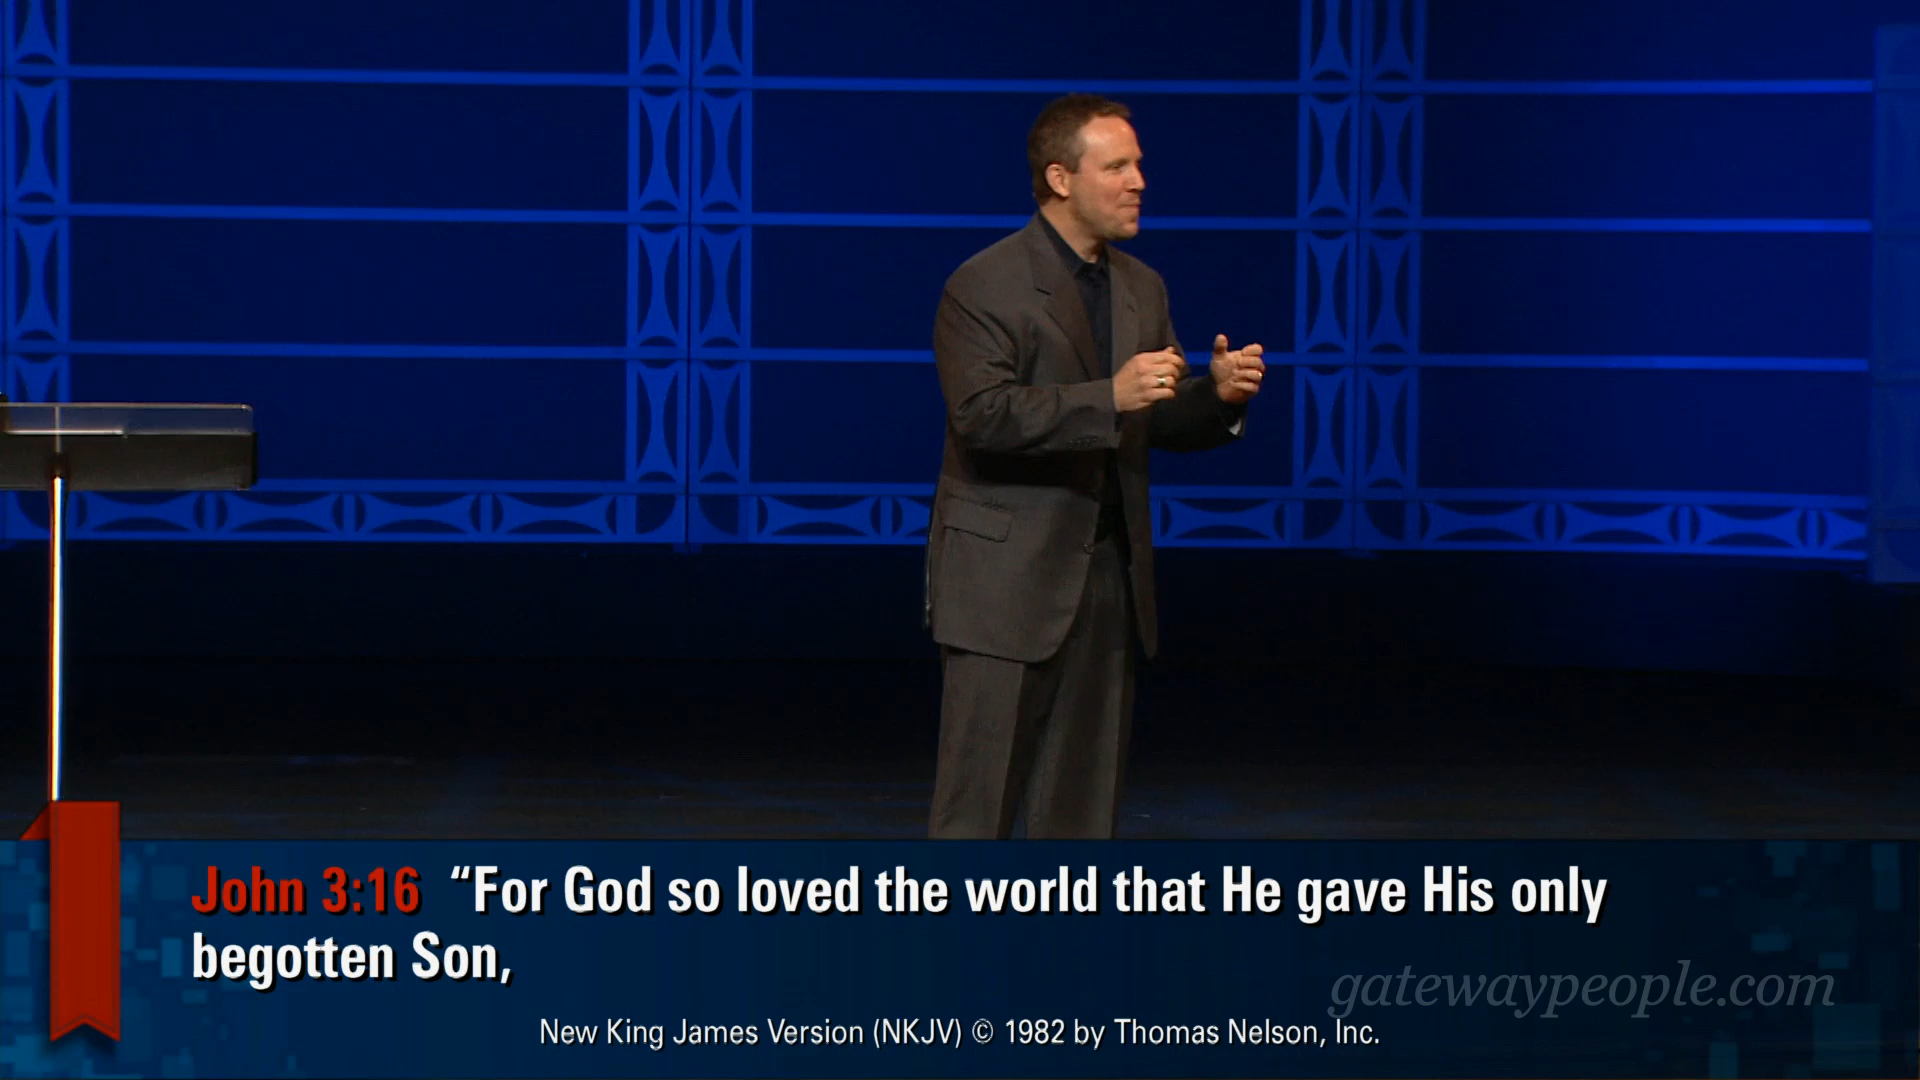 John 3:16 “For God so loved the world that He gave His only
begotten Son,
gatewaypeople.com
New King James Version (NKJV) © 1982 by Thomas Nelson, Inc.